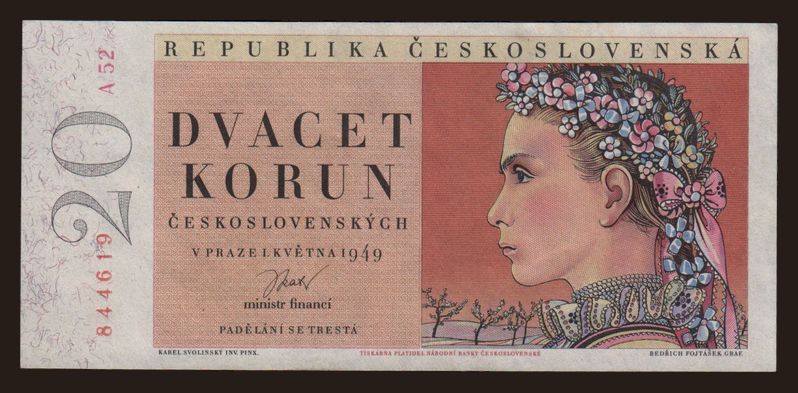 REPUBLIKA ČESKOSLOVENSKÁ
20
A 52
844619
DVACET
KORUN
ČESKOSLOVENSKÝCH
V PRAZE 1. KVĚTNA 1949
ministr financí
PADĚLÁNÍ SE TRESTÁ
KAREL SVOLINSKÝ INV. PINX.
TISKÁRNA PLATIDEL NÁRODNÍ BANKY ČESKOSLOVENSKÉ
BEDŘICH FOJTÁŠEK GRAF.